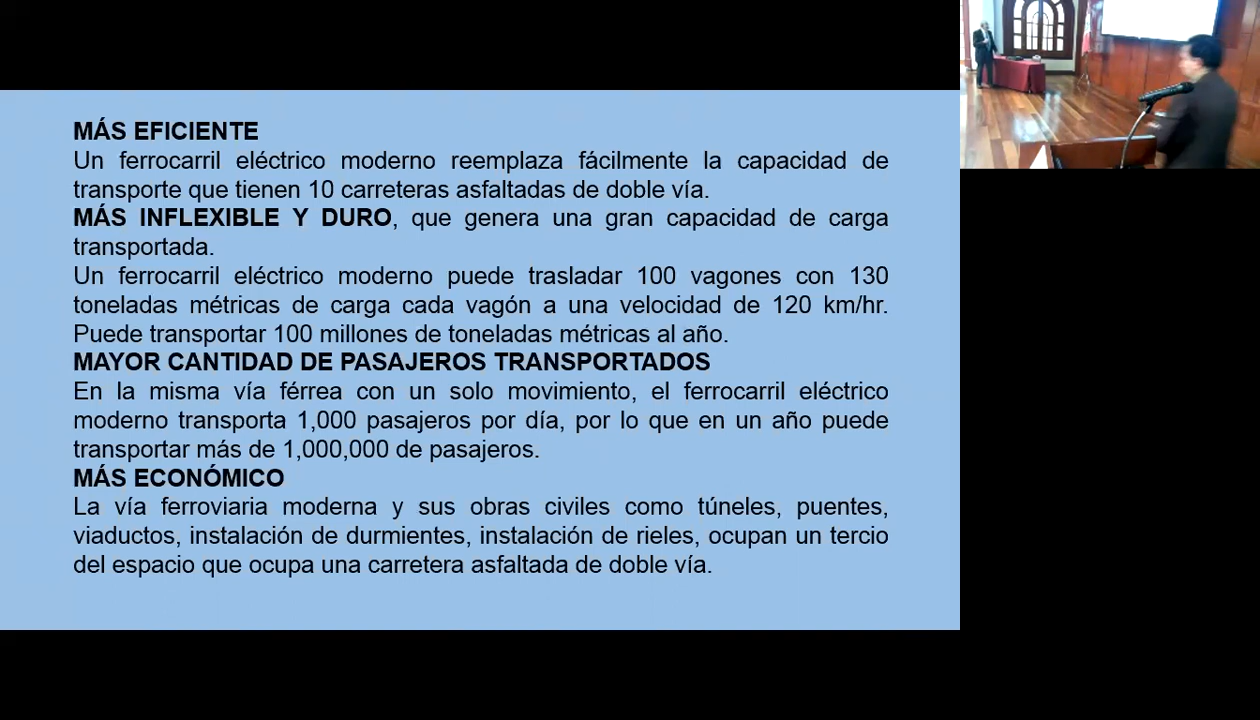 MÁS EFICIENTE
Un ferrocarril eléctrico moderno reemplaza fácilmente la capacidad de
transporte que tienen 10 carreteras asfaltadas de doble vía.
MÁS INFLEXIBLE Y DURO, que genera una gran capacidad de carga
transportada.
Un ferrocarril eléctrico moderno puede trasladar 100 vagones con 130
toneladas métricas de carga cada vagón a una velocidad de 120 km/hr.
Puede transportar 100 millones de toneladas métricas al año.
MAYOR CANTIDAD DE PASAJEROS TRANSPORTADOS
En la misma vía férrea con un solo movimiento, el ferrocarril eléctrico
moderno transporta 1,000 pasajeros por día, por lo que en un año puede
transportar más de 1,000,000 de pasajeros.
MÁS ECONÓMICO
La vía ferroviaria moderna y sus obras civiles como túneles, puentes,
viaductos, instalación de durmientes, instalación de rieles, ocupan un tercio
del espacio que ocupa una carretera asfaltada de doble vía.